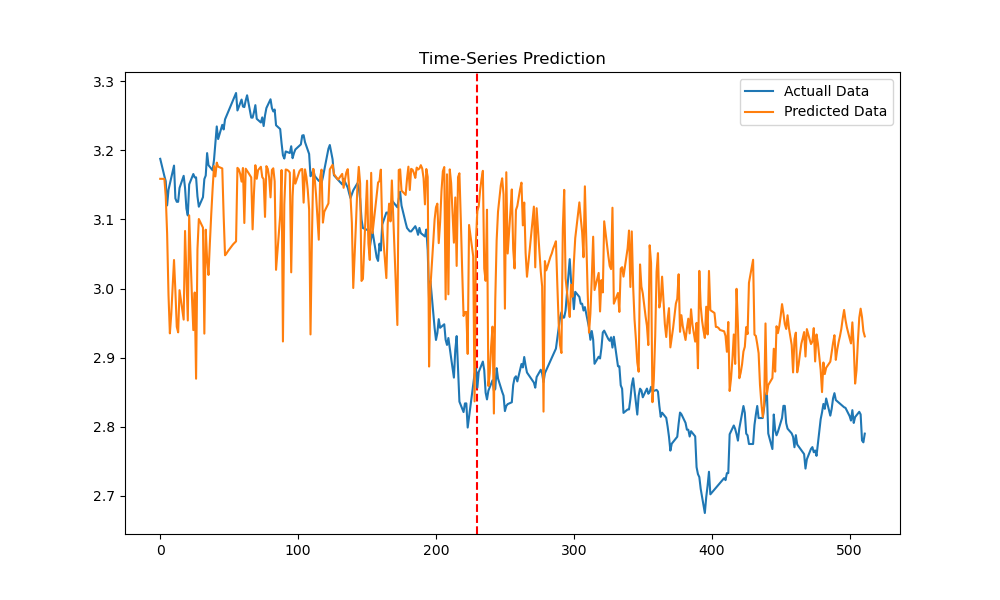 Time-Series Prediction
Actuall Data
Predicted Data
3.3
3.2
3.1
3.0
2.9
2.8
2.7
0 100 200 300 400 500